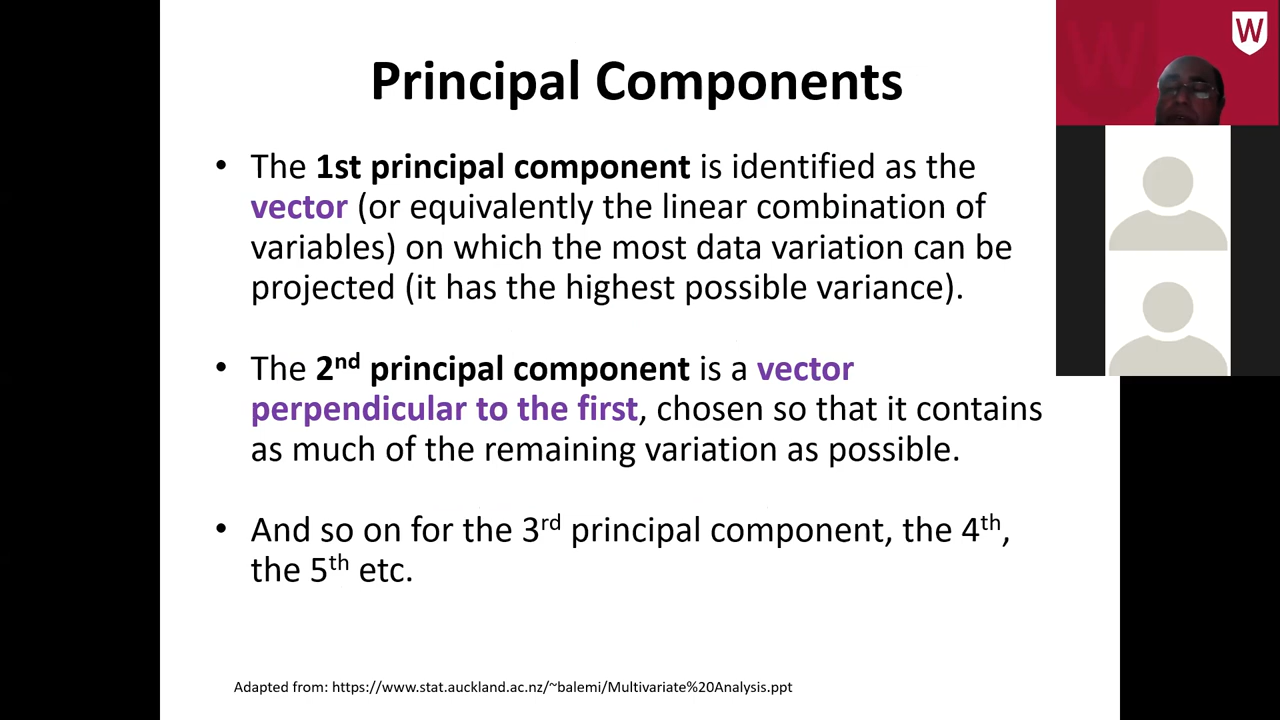 Principal Components
• The 1st principal component is identified as the
vector (or equivalently the linear combination of
variables) on which the most data variation can be
projected (it has the highest possible variance).
• The 2nd principal component is a vector
perpendicular to the first, chosen so that it contains
as much of the remaining variation as possible.
• And so on for the 3rd principal component, the 4th,
the 5th etc.
Adapted from: https://www.stat.auckland.ac.nz/~balemi/Multivariate%20Analysis.ppt
W
W